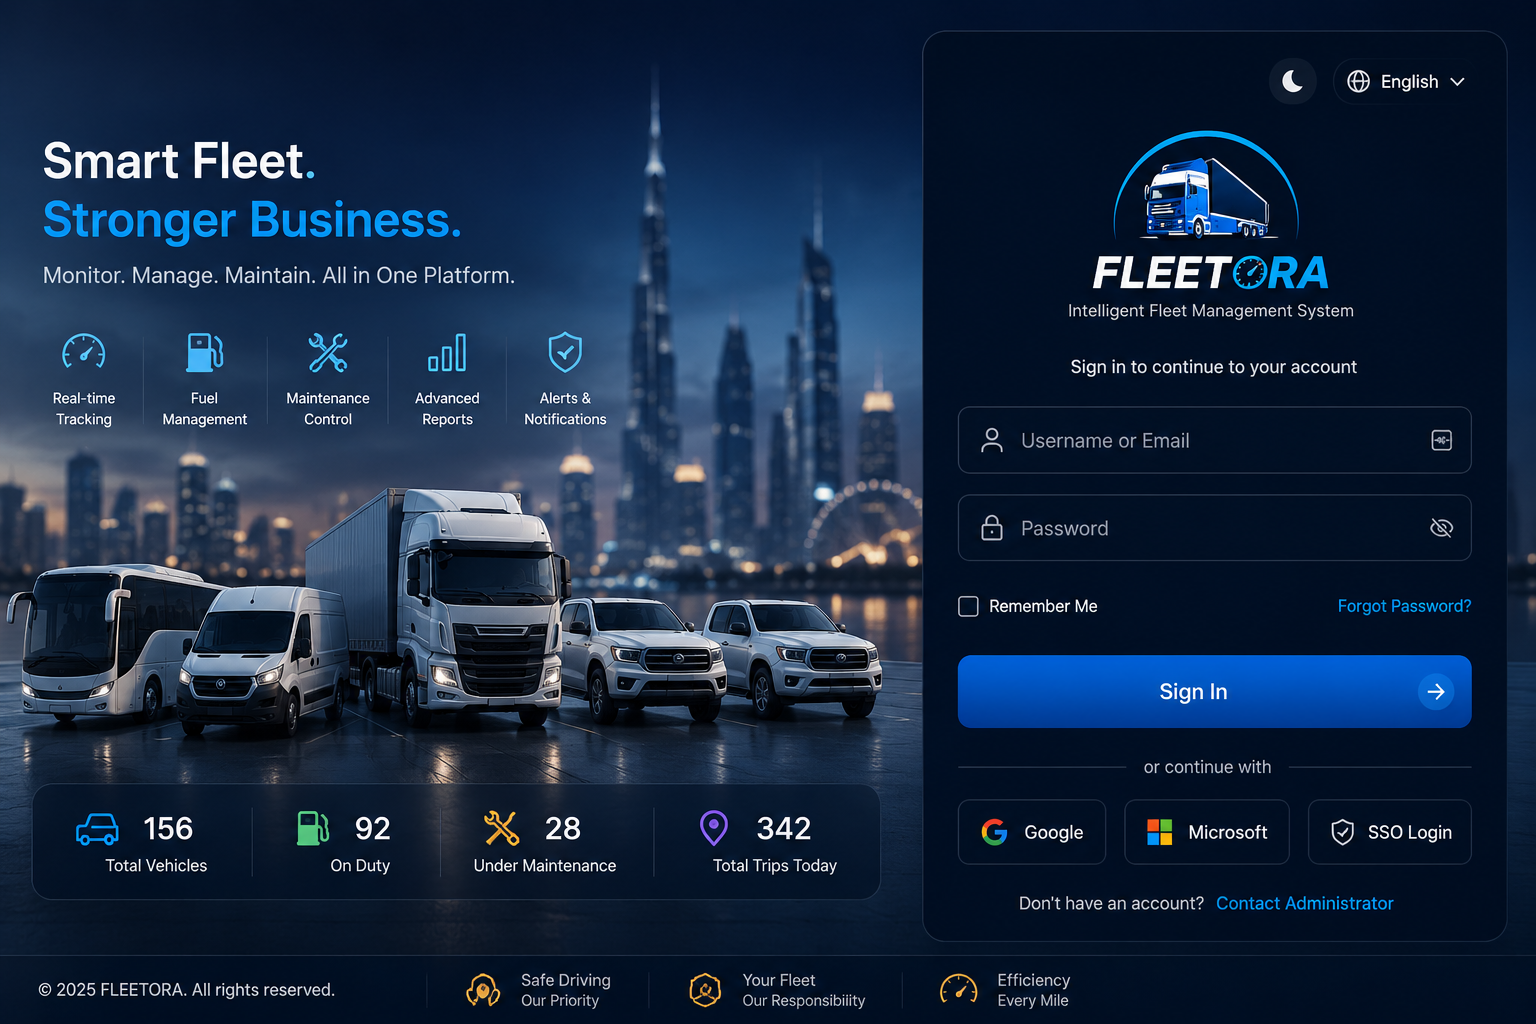 Smart Fleet.
Stronger Business.
Monitor. Manage. Maintain. All in One Platform.
Real-time
Tracking
Fuel
Management
Maintenance
Control
Advanced
Reports
Alerts &
Notifications
156
Total Vehicles
92
On Duty
28
Under Maintenance
342
Total Trips Today
English
FLEETORA
Intelligent Fleet Management System
Sign in to continue to your account
Username or Email
Password
Remember Me
Forgot Password?
Sign In
or continue with
Google
Microsoft
SSO Login
Don't have an account? Contact Administrator
© 2025 FLEETORA. All rights reserved.
Safe Driving
Our Priority
Your Fleet
Our Responsibility
Efficiency
Every Mile